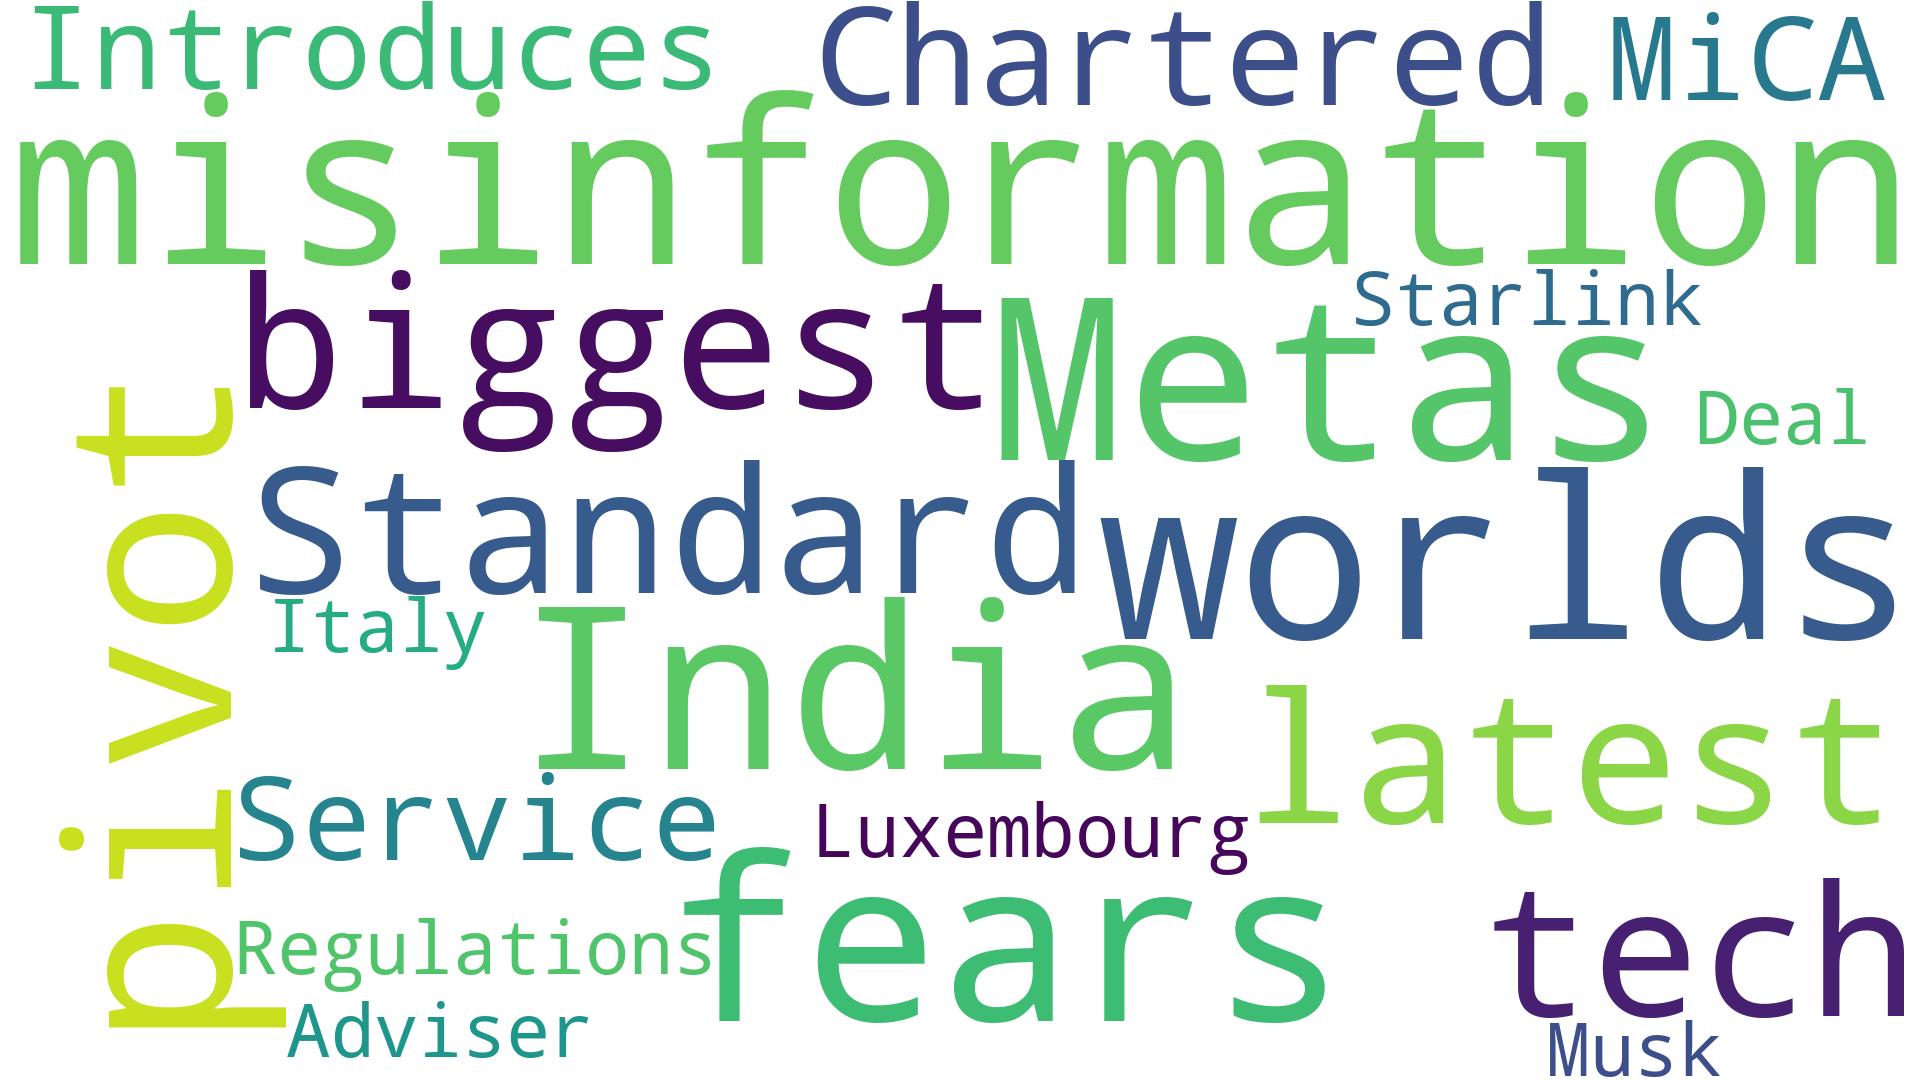 Introduces Chartered MiCA
misinformation
biggest Metas Starlink
Deal
pivot
Standard worlds
Italy India
latest
Service Luxembourg
fears tech
Regulations
Adviser Musk